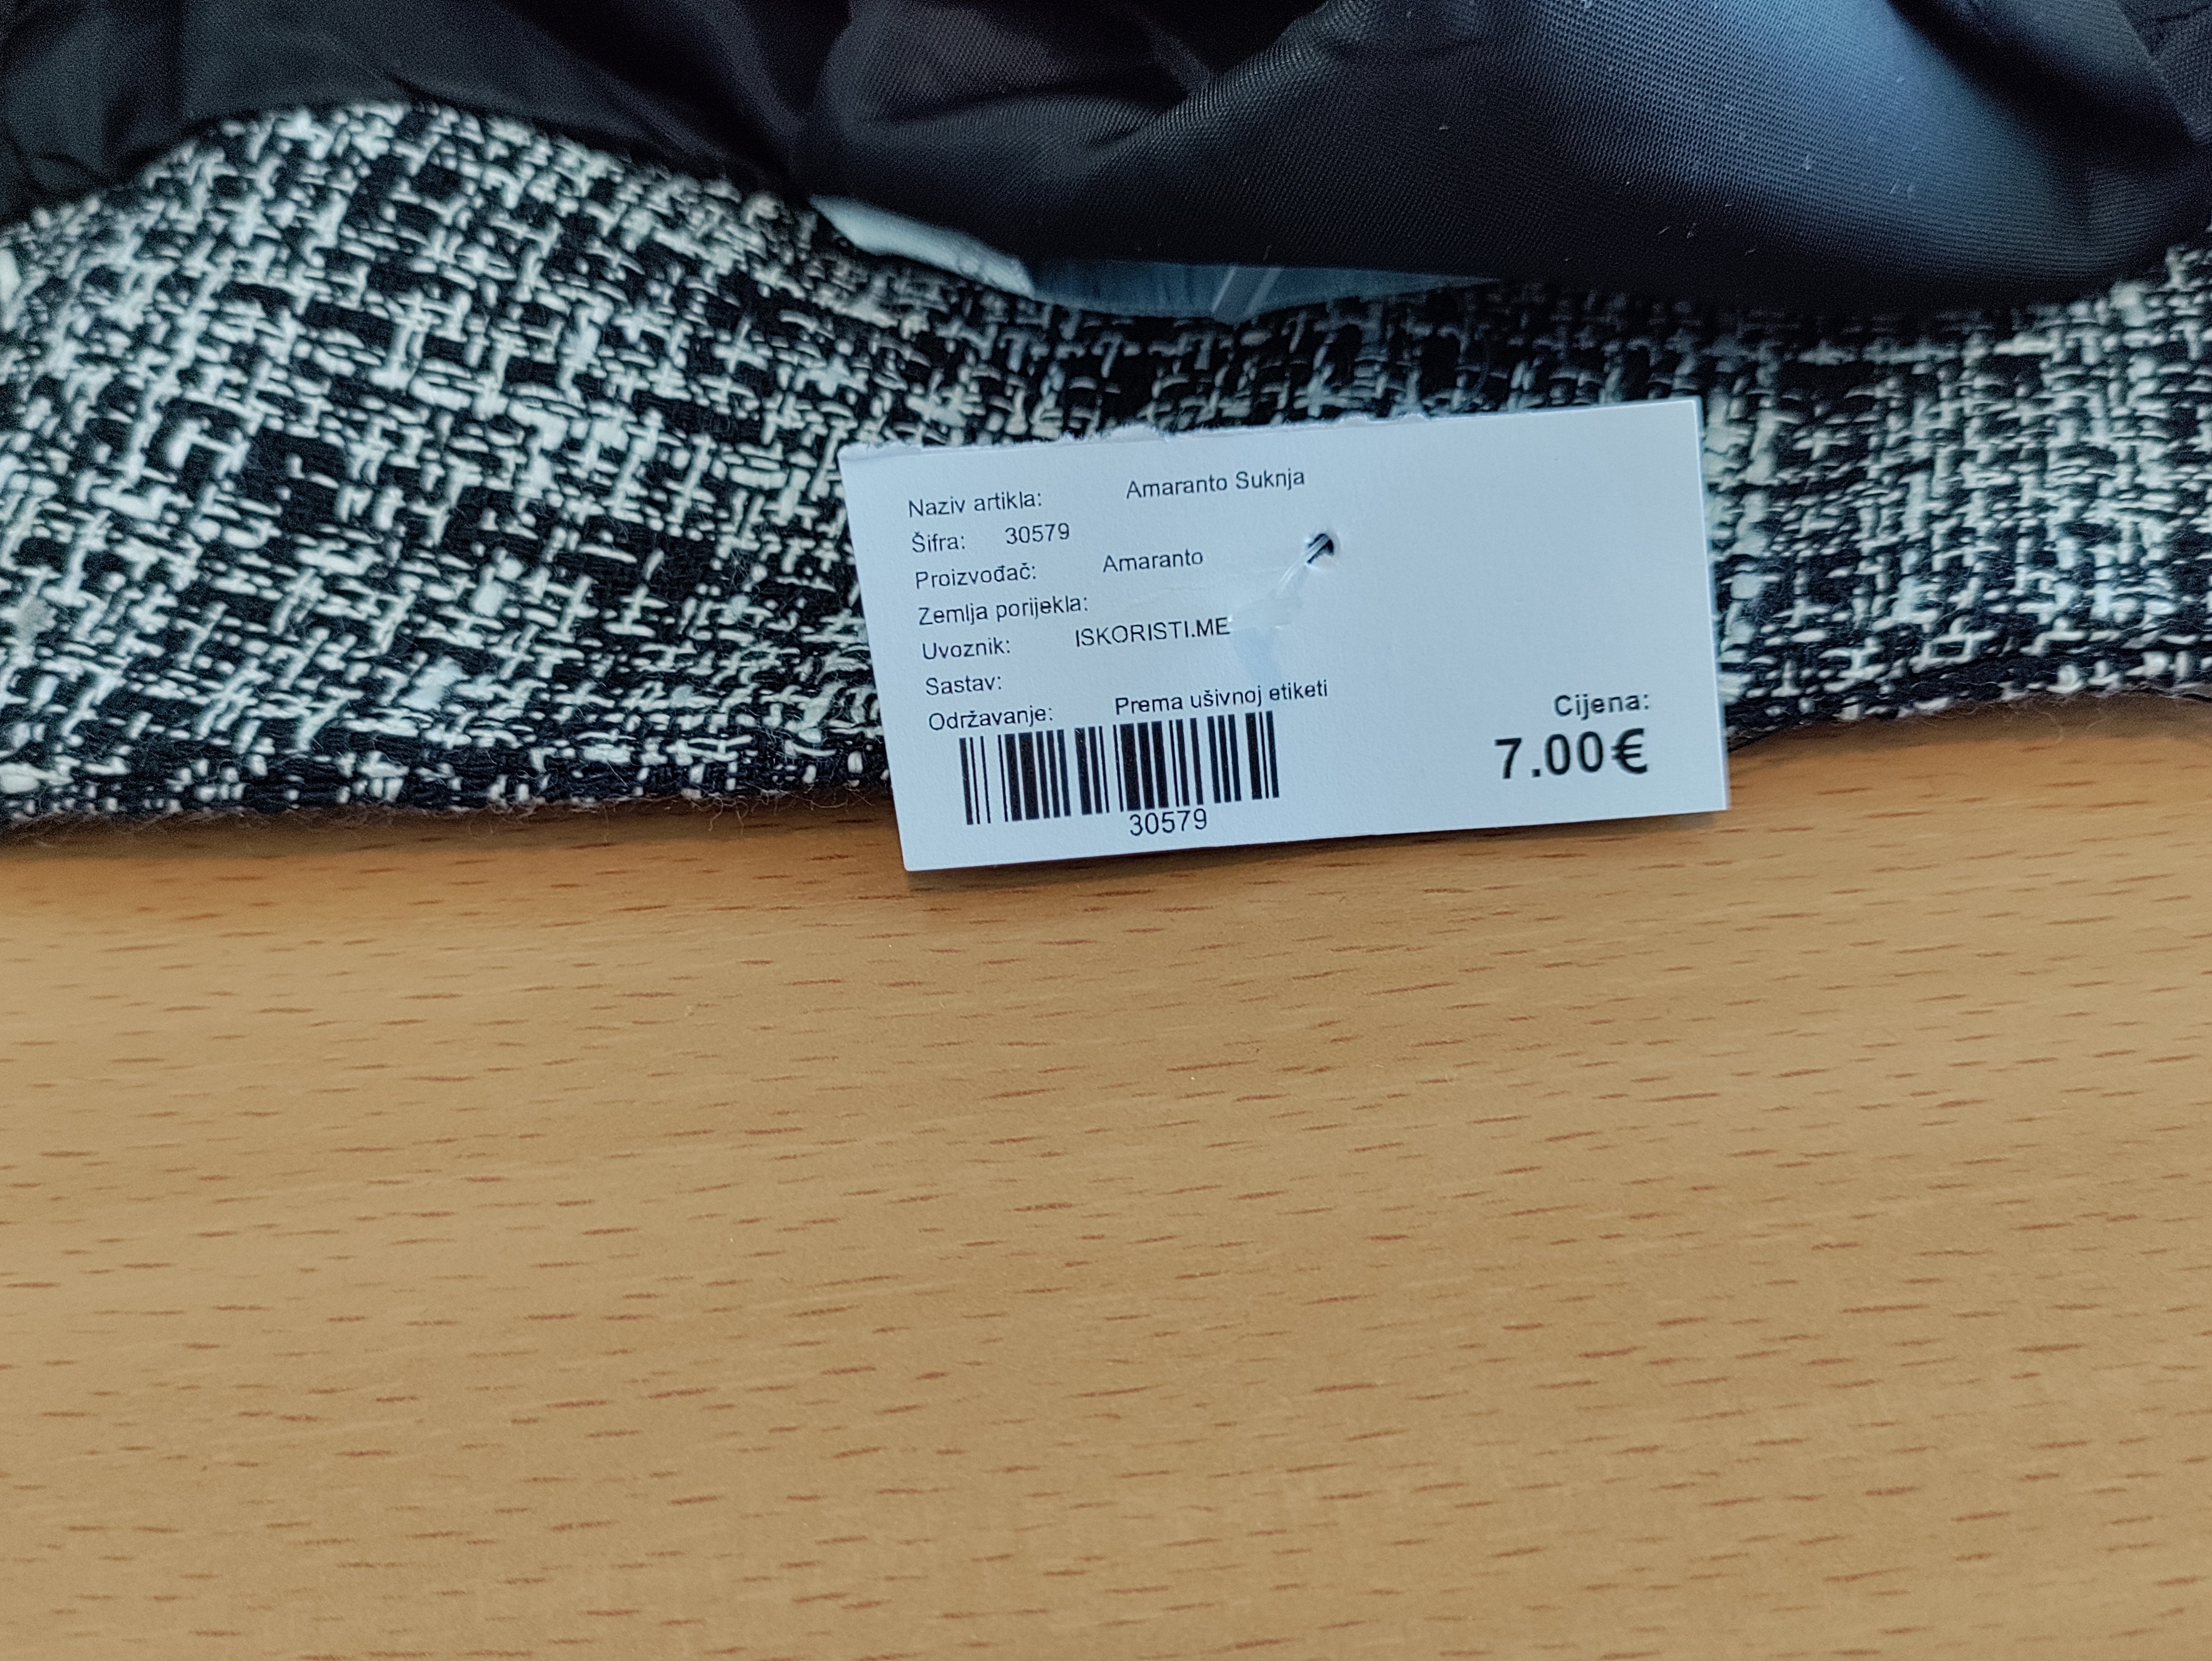 Naziv artikla: Amaranto Suknja
Šifra: 30579
Proizvođač: Amaranto
Zemlja porijekla:
Uvoznik: ISKORISTI.ME
Sastav:
Održavanje: Prema ušivnoj etiketi
30579
Cijena:
7.00€